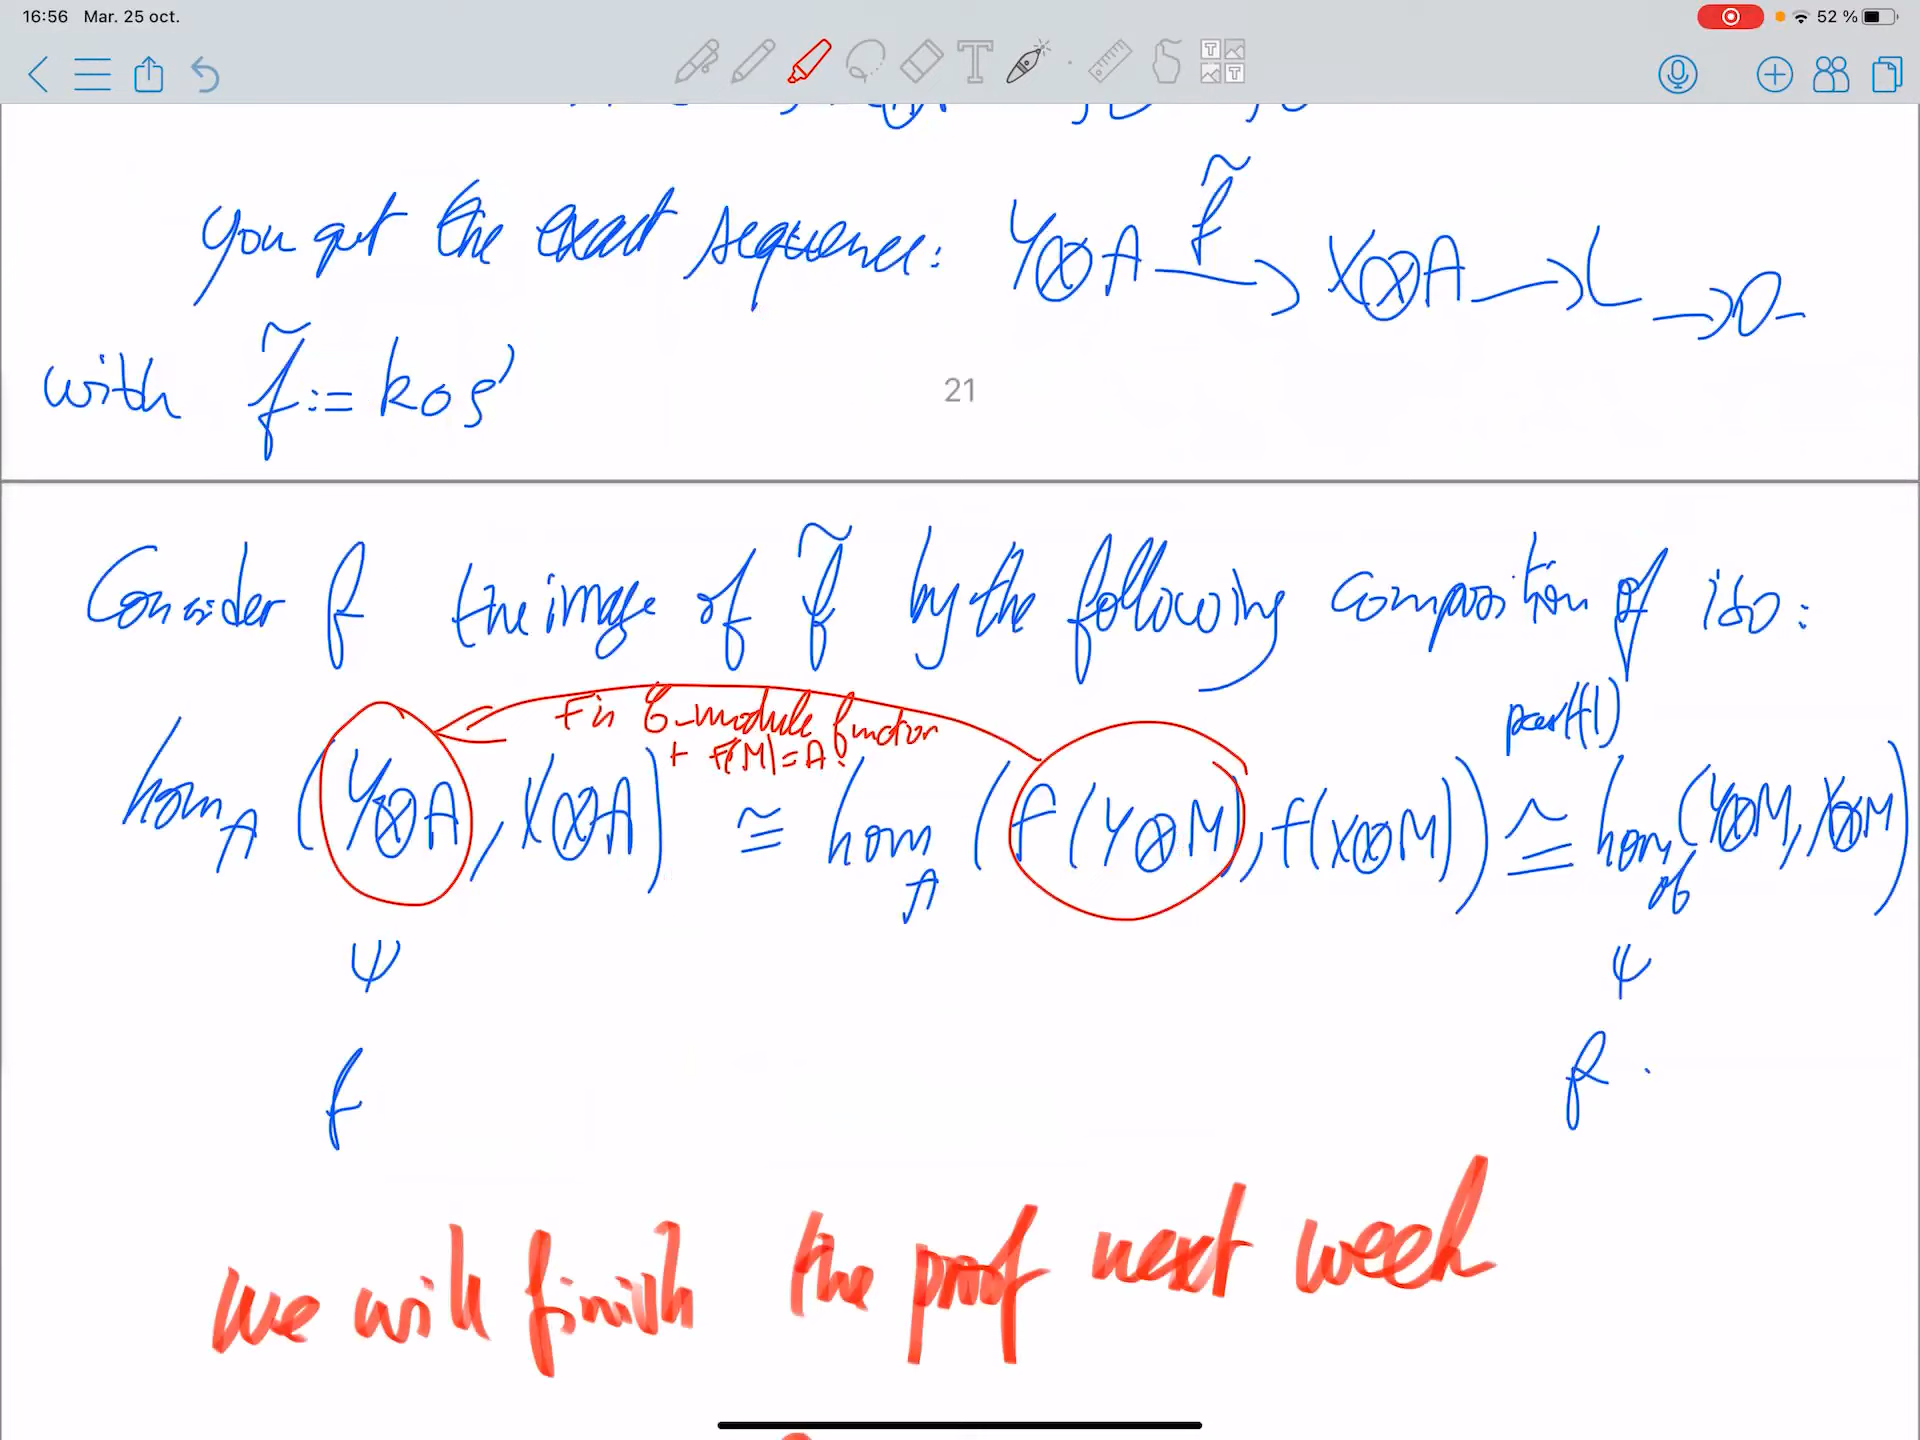 16:56 Mar. 25 oct. 52 %
you get the exact sequence: Y⊗A →^{f̃} X⊗A → L → 0
with f̃ := k∘g'
21
Consider f the image of f̃ by the following composition of iso:
F is C-module functor
+ F(M)=A.
part(1)
hom_A (Y⊗A, X⊗A) ≅ hom_A (F(Y⊗M), F(X⊗M)) ≅ hom_M (Y⊗M, X⊗M)
Ψ Ψ
f f.
we will finish the proof next week